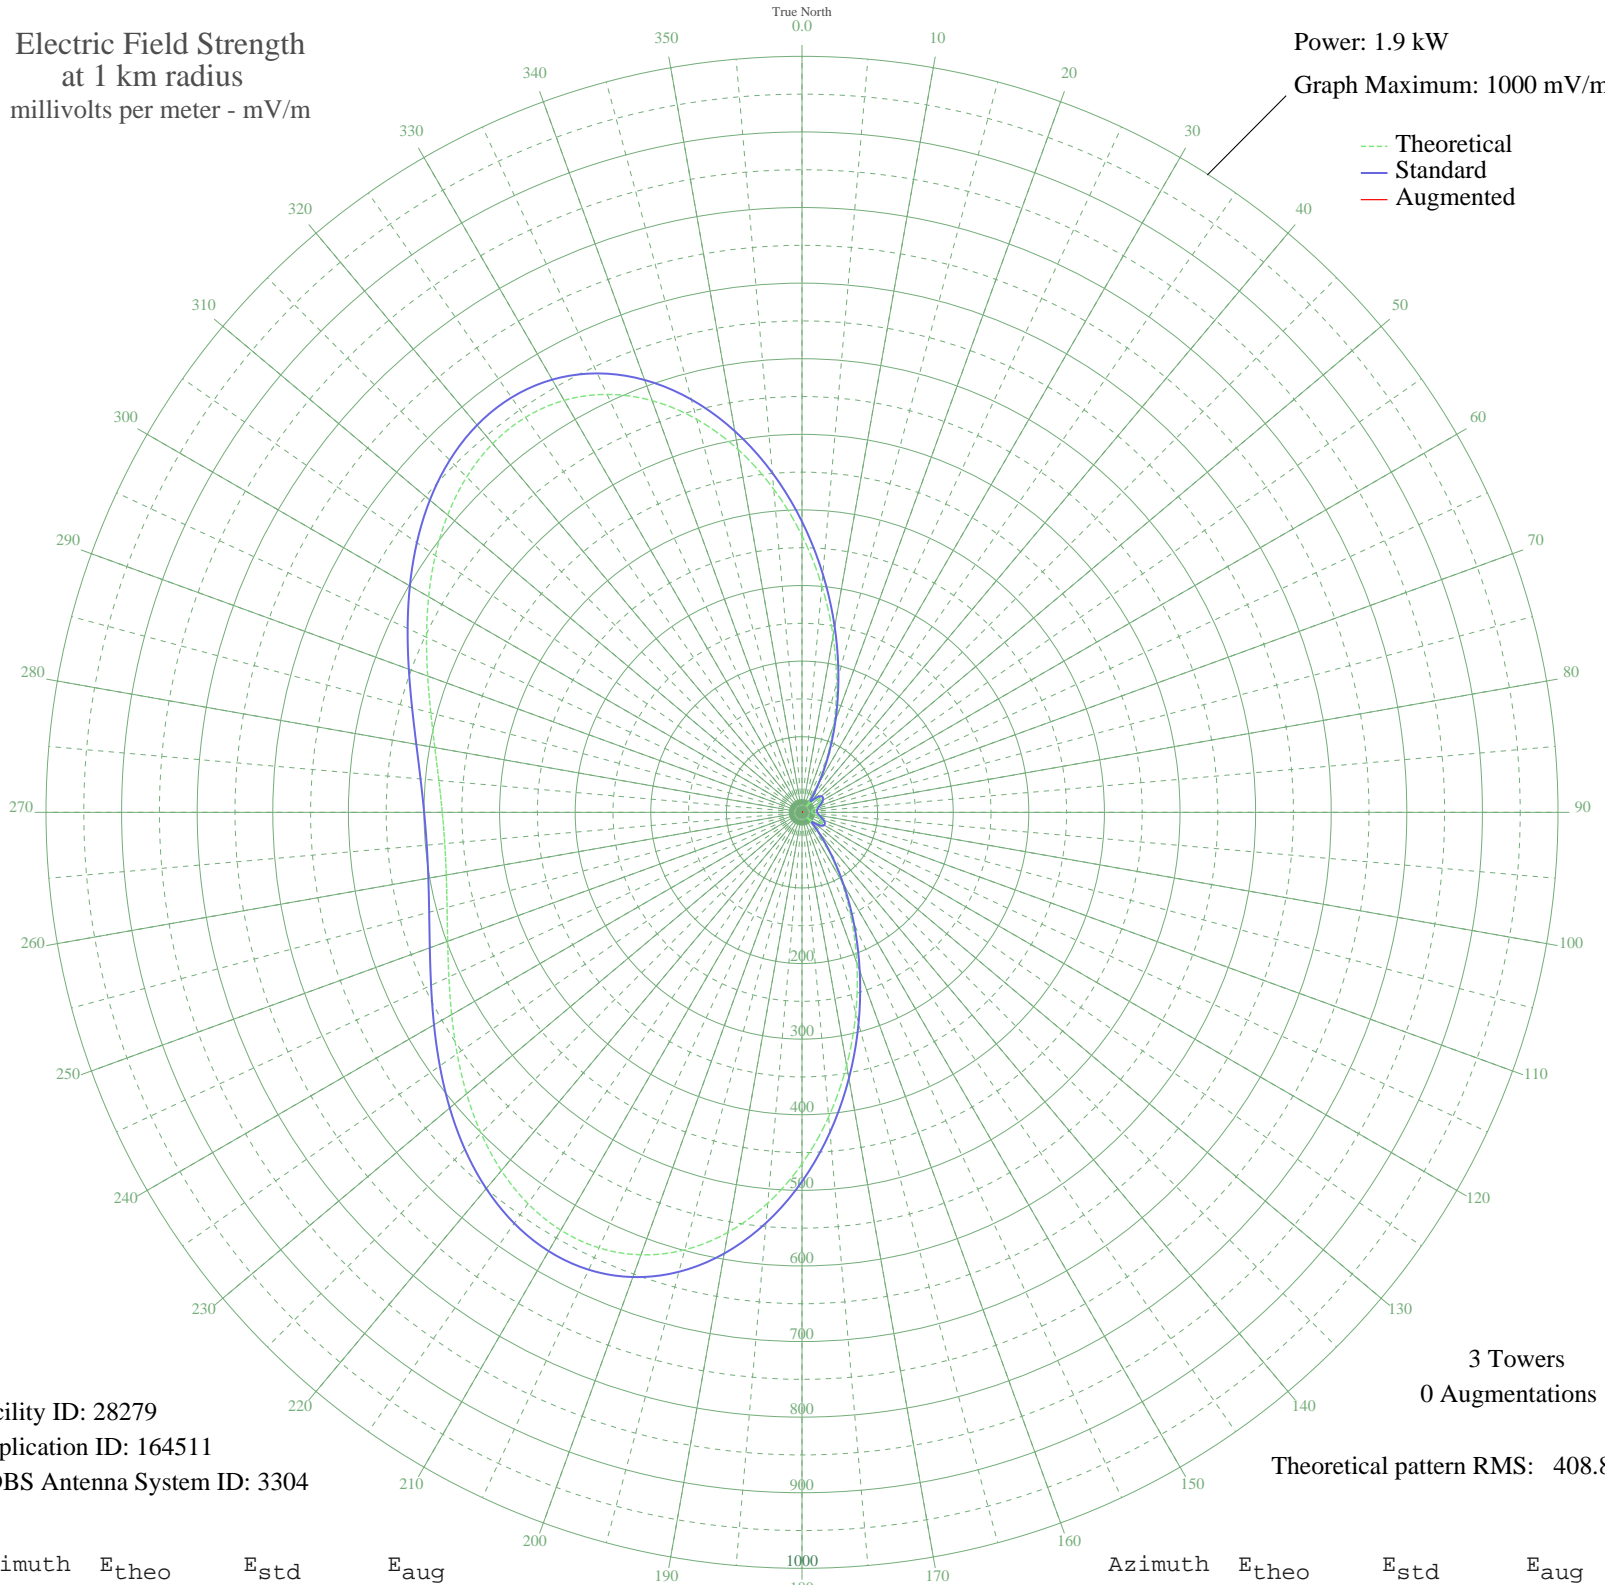 True North
0.0
Electric Field Strength
at 1 km radius
millivolts per meter - mV/m
Power: 1.9 kW
Graph Maximum: 1000 mV/m
Theoretical
Standard
Augmented
10
20
30
40
50
60
70
80
90
100
110
120
130
140
150
160
170
190
200
210
220
230
240
250
260
270
280
290
300
310
320
330
340
350
200
300
400
500
600
700
800
900
1000
3 Towers
0 Augmentations
Theoretical pattern RMS: 408.8
cility ID: 28279
plication ID: 164511
DBS Antenna System ID: 3304
imuth Etheo Estd Eaug
Azimuth Etheo Estd Eaug